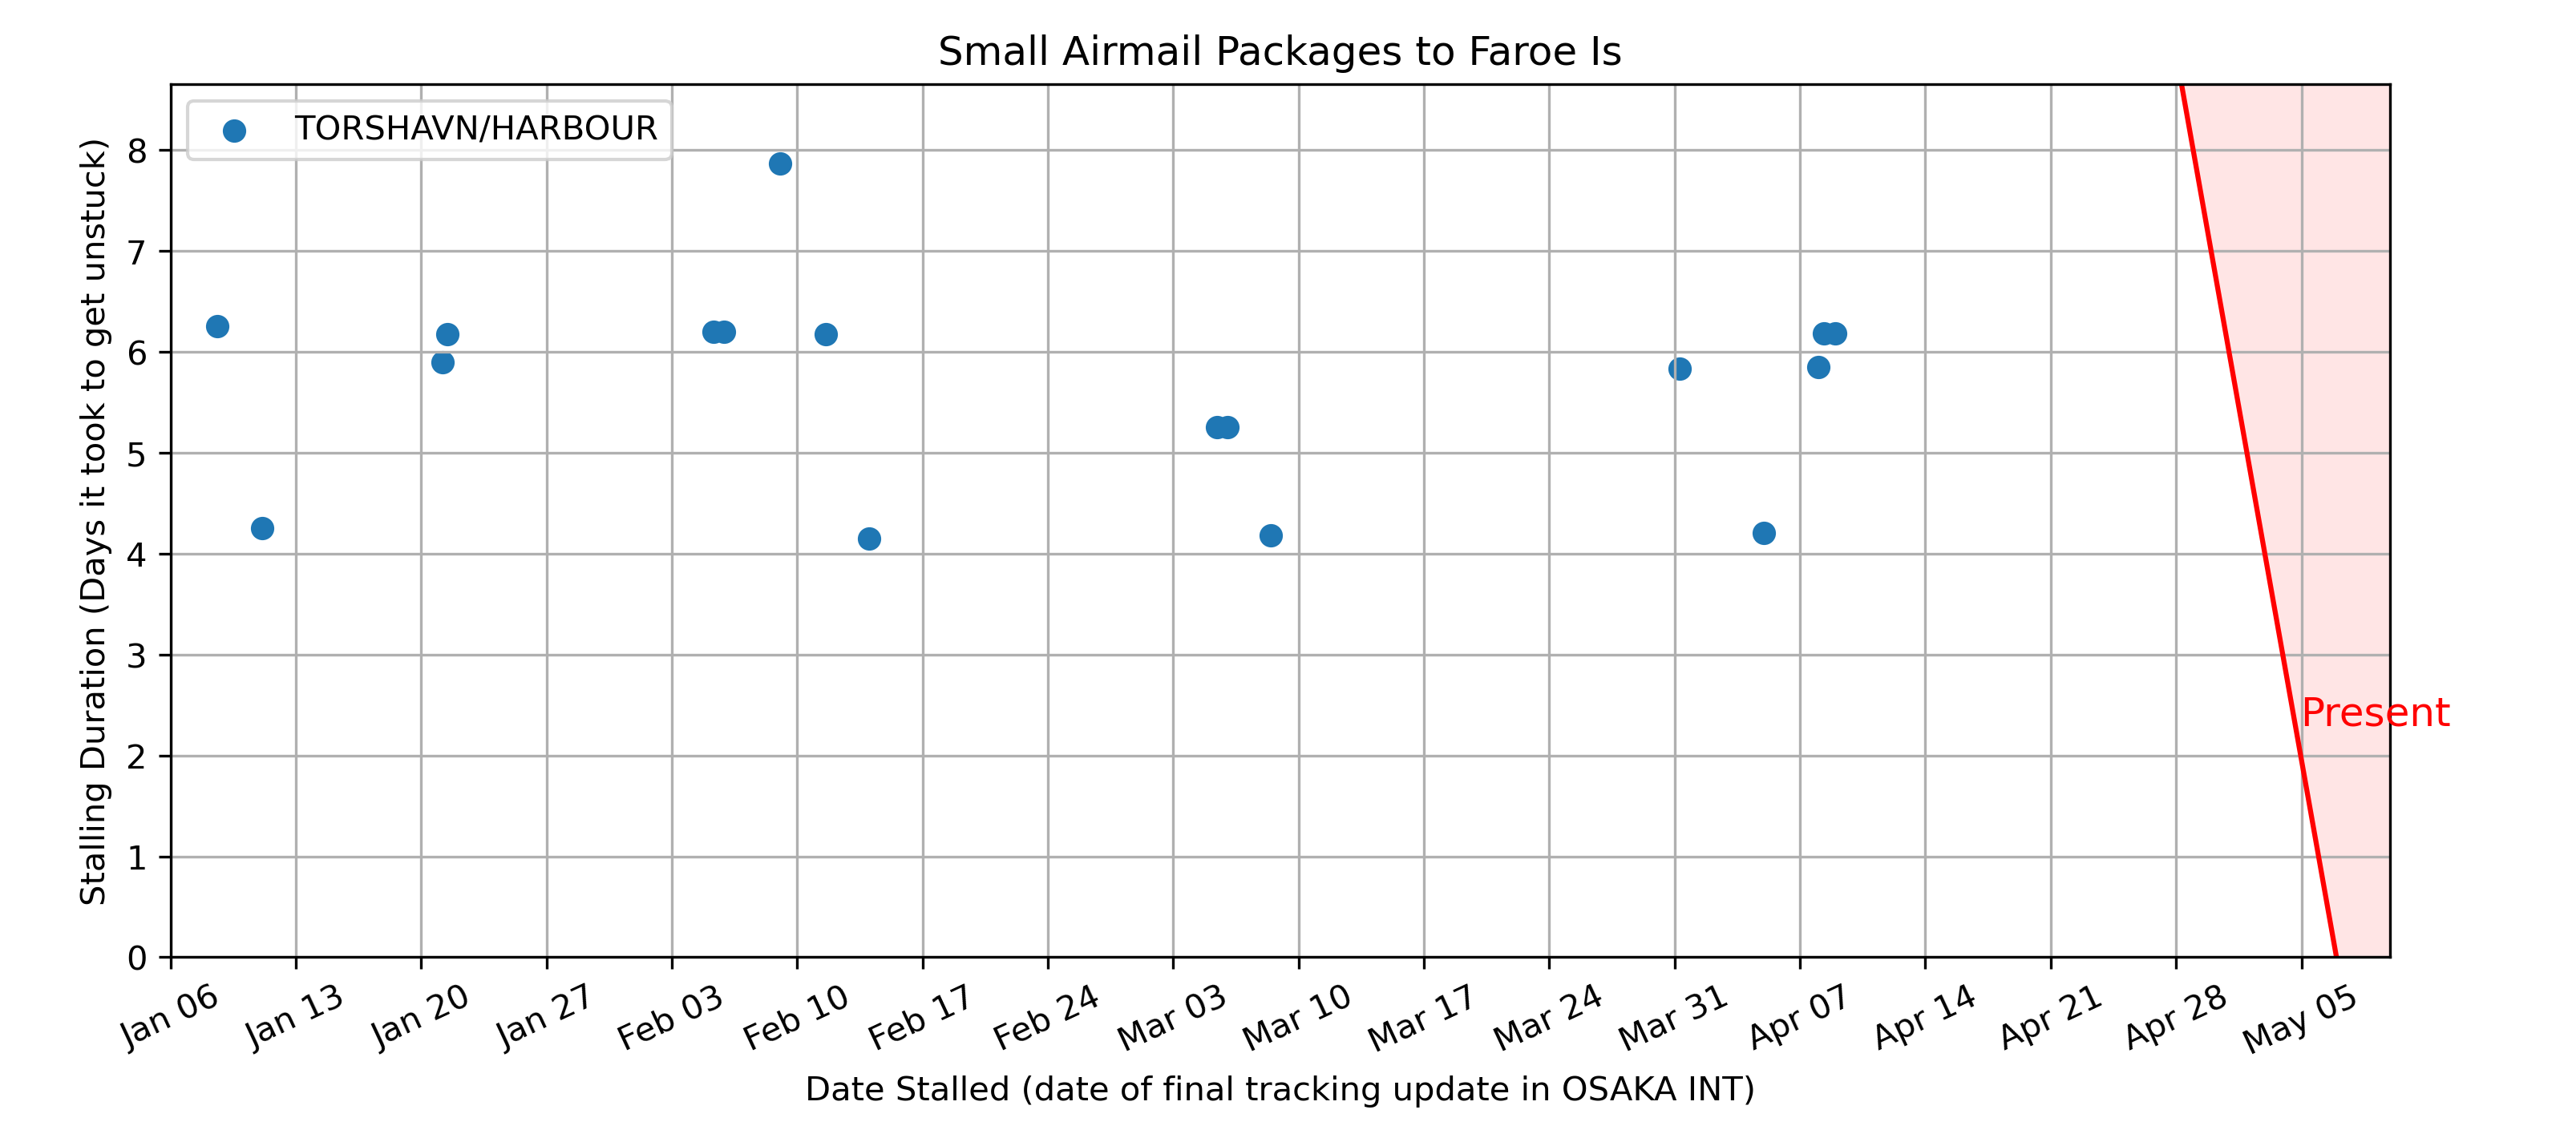 Small Airmail Packages to Faroe Is
TORSHAVN/HARBOUR
Stalling Duration (Days it took to get unstuck)
8
7
6
5
4
3
2
1
0
Present
Jan 06
Jan 13
Jan 20
Jan 27
Feb 03
Feb 10
Feb 17
Feb 24
Mar 03
Mar 10
Mar 17
Mar 24
Mar 31
Apr 07
Apr 14
Apr 21
Apr 28
May 05
Date Stalled (date of final tracking update in OSAKA INT)